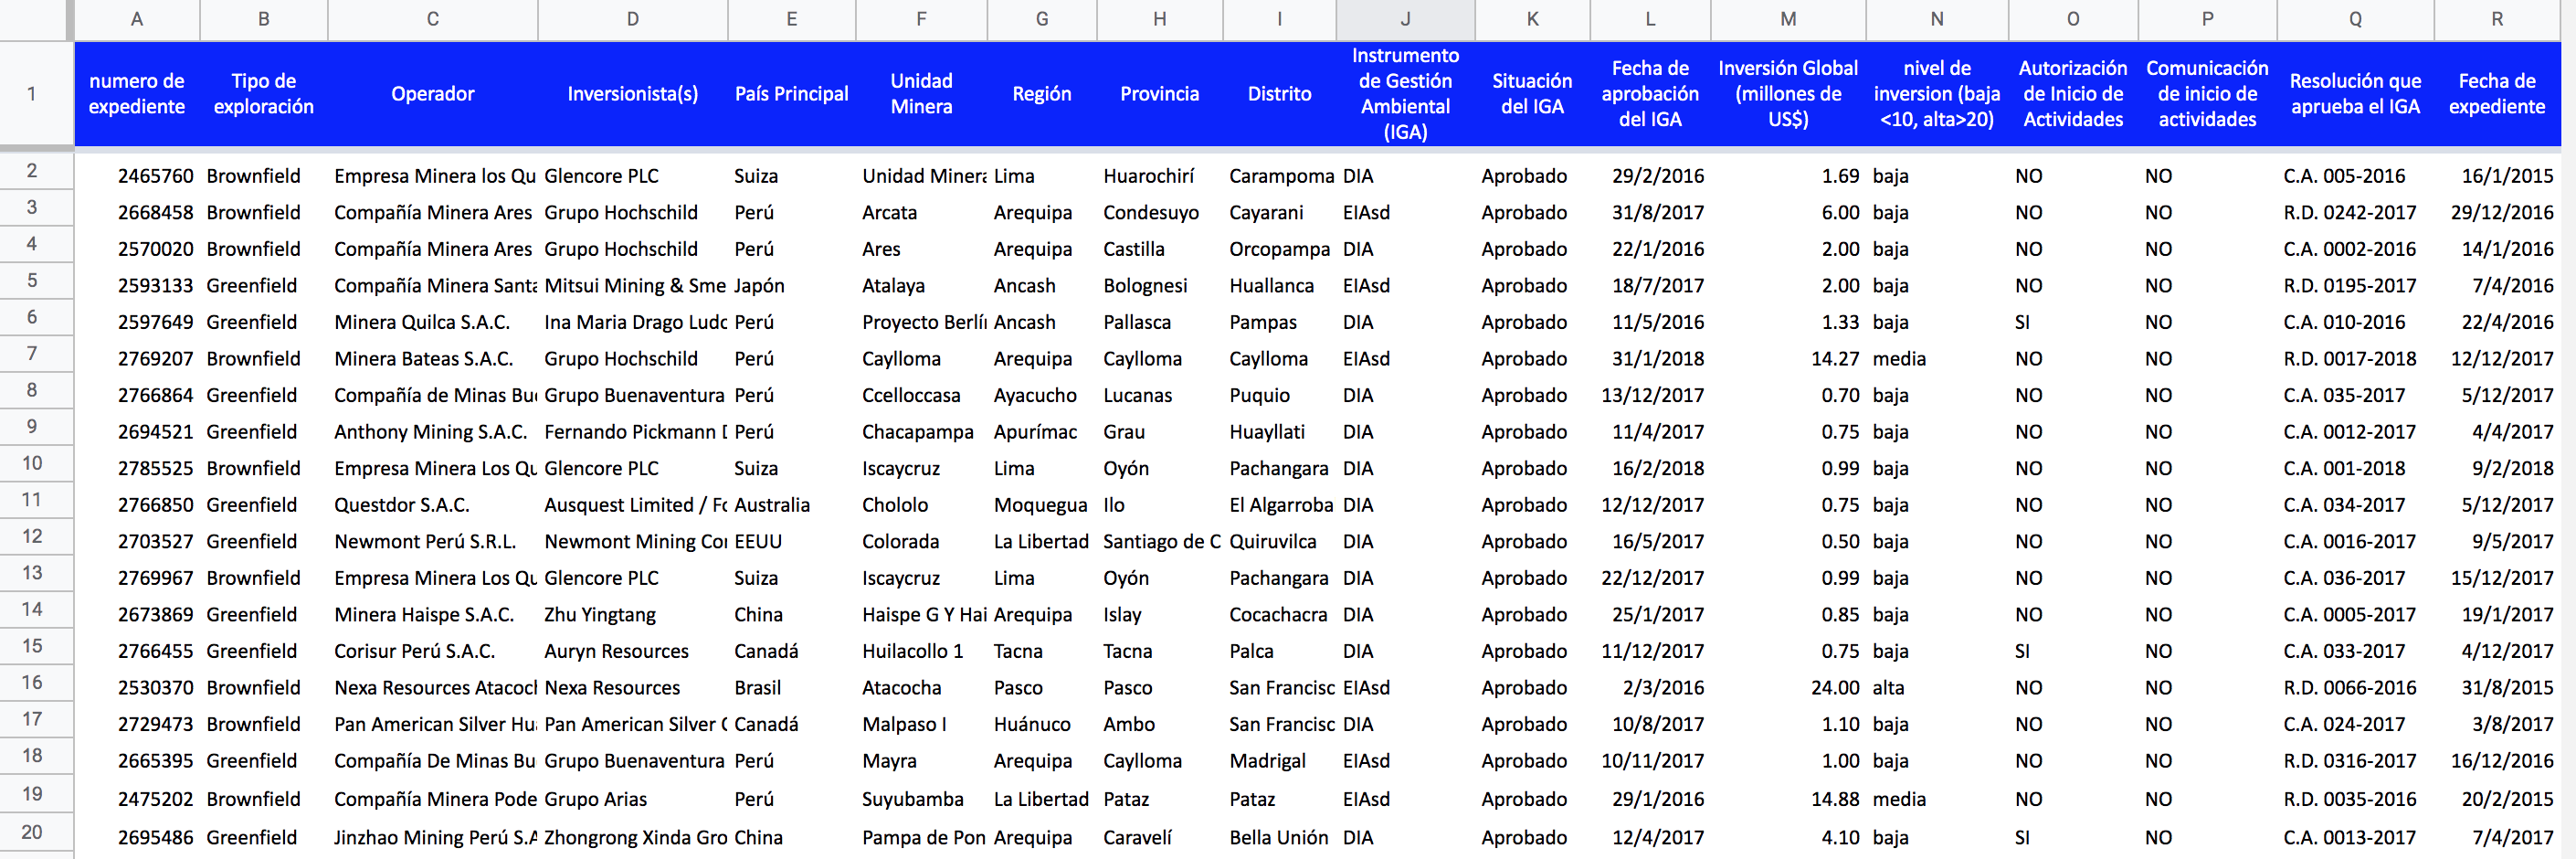 A B C D E F G H I J K L M N O P Q R
1 numero de expediente Tipo de exploración Operador Inversionista(s) País Principal Unidad Minera Región Provincia Distrito Instrumento de Gestión Ambiental (IGA) Situación del IGA Fecha de aprobación del IGA Inversión Global (millones de US$) nivel de inversion (baja <10, alta>20) Autorización de Inicio de Actividades Comunicación de inicio de actividades Resolución que aprueba el IGA Fecha de expediente
2 2465760 Brownfield Empresa Minera los Qu Glencore PLC Suiza Unidad Minera Lima Huarochirí Carampoma DIA Aprobado 29/2/2016 1.69 baja NO NO C.A. 005-2016 16/1/2015
3 2668458 Brownfield Compañía Minera Ares Grupo Hochschild Perú Arcata Arequipa Condesuyo Cayarani EIAsd Aprobado 31/8/2017 6.00 baja NO NO R.D. 0242-2017 29/12/2016
4 2570020 Brownfield Compañía Minera Ares Grupo Hochschild Perú Ares Arequipa Castilla Orcopampa DIA Aprobado 22/1/2016 2.00 baja NO NO C.A. 0002-2016 14/1/2016
5 2593133 Greenfield Compañía Minera Santa Mitsui Mining & Sme Japón Atalaya Ancash Bolognesi Huallanca EIAsd Aprobado 18/7/2017 2.00 baja NO NO R.D. 0195-2017 7/4/2016
6 2597649 Greenfield Minera Quilca S.A.C. Ina Maria Drago Ludo Perú Proyecto Berlín Ancash Pallasca Pampas DIA Aprobado 11/5/2016 1.33 baja SI NO C.A. 010-2016 22/4/2016
7 2769207 Brownfield Minera Bateas S.A.C. Grupo Hochschild Perú Caylloma Arequipa Caylloma Caylloma EIAsd Aprobado 31/1/2018 14.27 media NO NO R.D. 0017-2018 12/12/2017
8 2766864 Greenfield Compañía de Minas Bu Grupo Buenaventura Perú Ccelloccasa Ayacucho Lucanas Puquio DIA Aprobado 13/12/2017 0.70 baja NO NO C.A. 035-2017 5/12/2017
9 2694521 Greenfield Anthony Mining S.A.C. Fernando Pickmann Perú Chacapampa Apurímac Grau Huayllati DIA Aprobado 11/4/2017 0.75 baja NO NO C.A. 0012-2017 4/4/2017
10 2785525 Brownfield Empresa Minera Los Qu Glencore PLC Suiza Iscaycruz Lima Oyón Pachangara DIA Aprobado 16/2/2018 0.99 baja NO NO C.A. 001-2018 9/2/2018
11 2766850 Greenfield Questdor S.A.C. Ausquest Limited / Australia Chololo Moquegua Ilo El Algarroba DIA Aprobado 12/12/2017 0.75 baja NO NO C.A. 034-2017 5/12/2017
12 2703527 Greenfield Newmont Perú S.R.L. Newmont Mining Co EEUU Colorada La Libertad Santiago de C Quiruvilca DIA Aprobado 16/5/2017 0.50 baja NO NO C.A. 0016-2017 9/5/2017
13 2769967 Brownfield Empresa Minera Los Qu Glencore PLC Suiza Iscaycruz Lima Oyón Pachangara DIA Aprobado 22/12/2017 0.99 baja NO NO C.A. 036-2017 15/12/2017
14 2673869 Greenfield Minera Haispe S.A.C. Zhu Yingtang China Haispe G Y Hai Arequipa Islay Cocachacra DIA Aprobado 25/1/2017 0.85 baja NO NO C.A. 0005-2017 19/1/2017
15 2766455 Greenfield Corisur Perú S.A.C. Auryn Resources Canadá Huilacollo 1 Tacna Tacna Palca DIA Aprobado 11/12/2017 0.75 baja SI NO C.A. 033-2017 4/12/2017
16 2530370 Brownfield Nexa Resources Atacoch Nexa Resources Brasil Atacocha Pasco Pasco San Francisc EIAsd Aprobado 2/3/2016 24.00 alta NO NO R.D. 0066-2016 31/8/2015
17 2729473 Brownfield Pan American Silver Hu Pan American Silver Canadá Malpaso I Huánuco Ambo San Francisc DIA Aprobado 10/8/2017 1.10 baja NO NO C.A. 024-2017 3/8/2017
18 2665395 Greenfield Compañía De Minas Bu Grupo Buenaventura Perú Mayra Arequipa Caylloma Madrigal EIAsd Aprobado 10/11/2017 1.00 baja NO NO R.D. 0316-2017 16/12/2016
19 2475202 Brownfield Compañía Minera Pode Grupo Arias Perú Suyubamba La Libertad Pataz Pataz EIAsd Aprobado 29/1/2016 14.88 media NO NO R.D. 0035-2016 20/2/2015
20 2695486 Greenfield Jinzhao Mining Perú S.A Zhongrong Xinda Gro China Pampa de Pon Arequipa Caravelí Bella Unión DIA Aprobado 12/4/2017 4.10 baja SI NO C.A. 0013-2017 7/4/2017